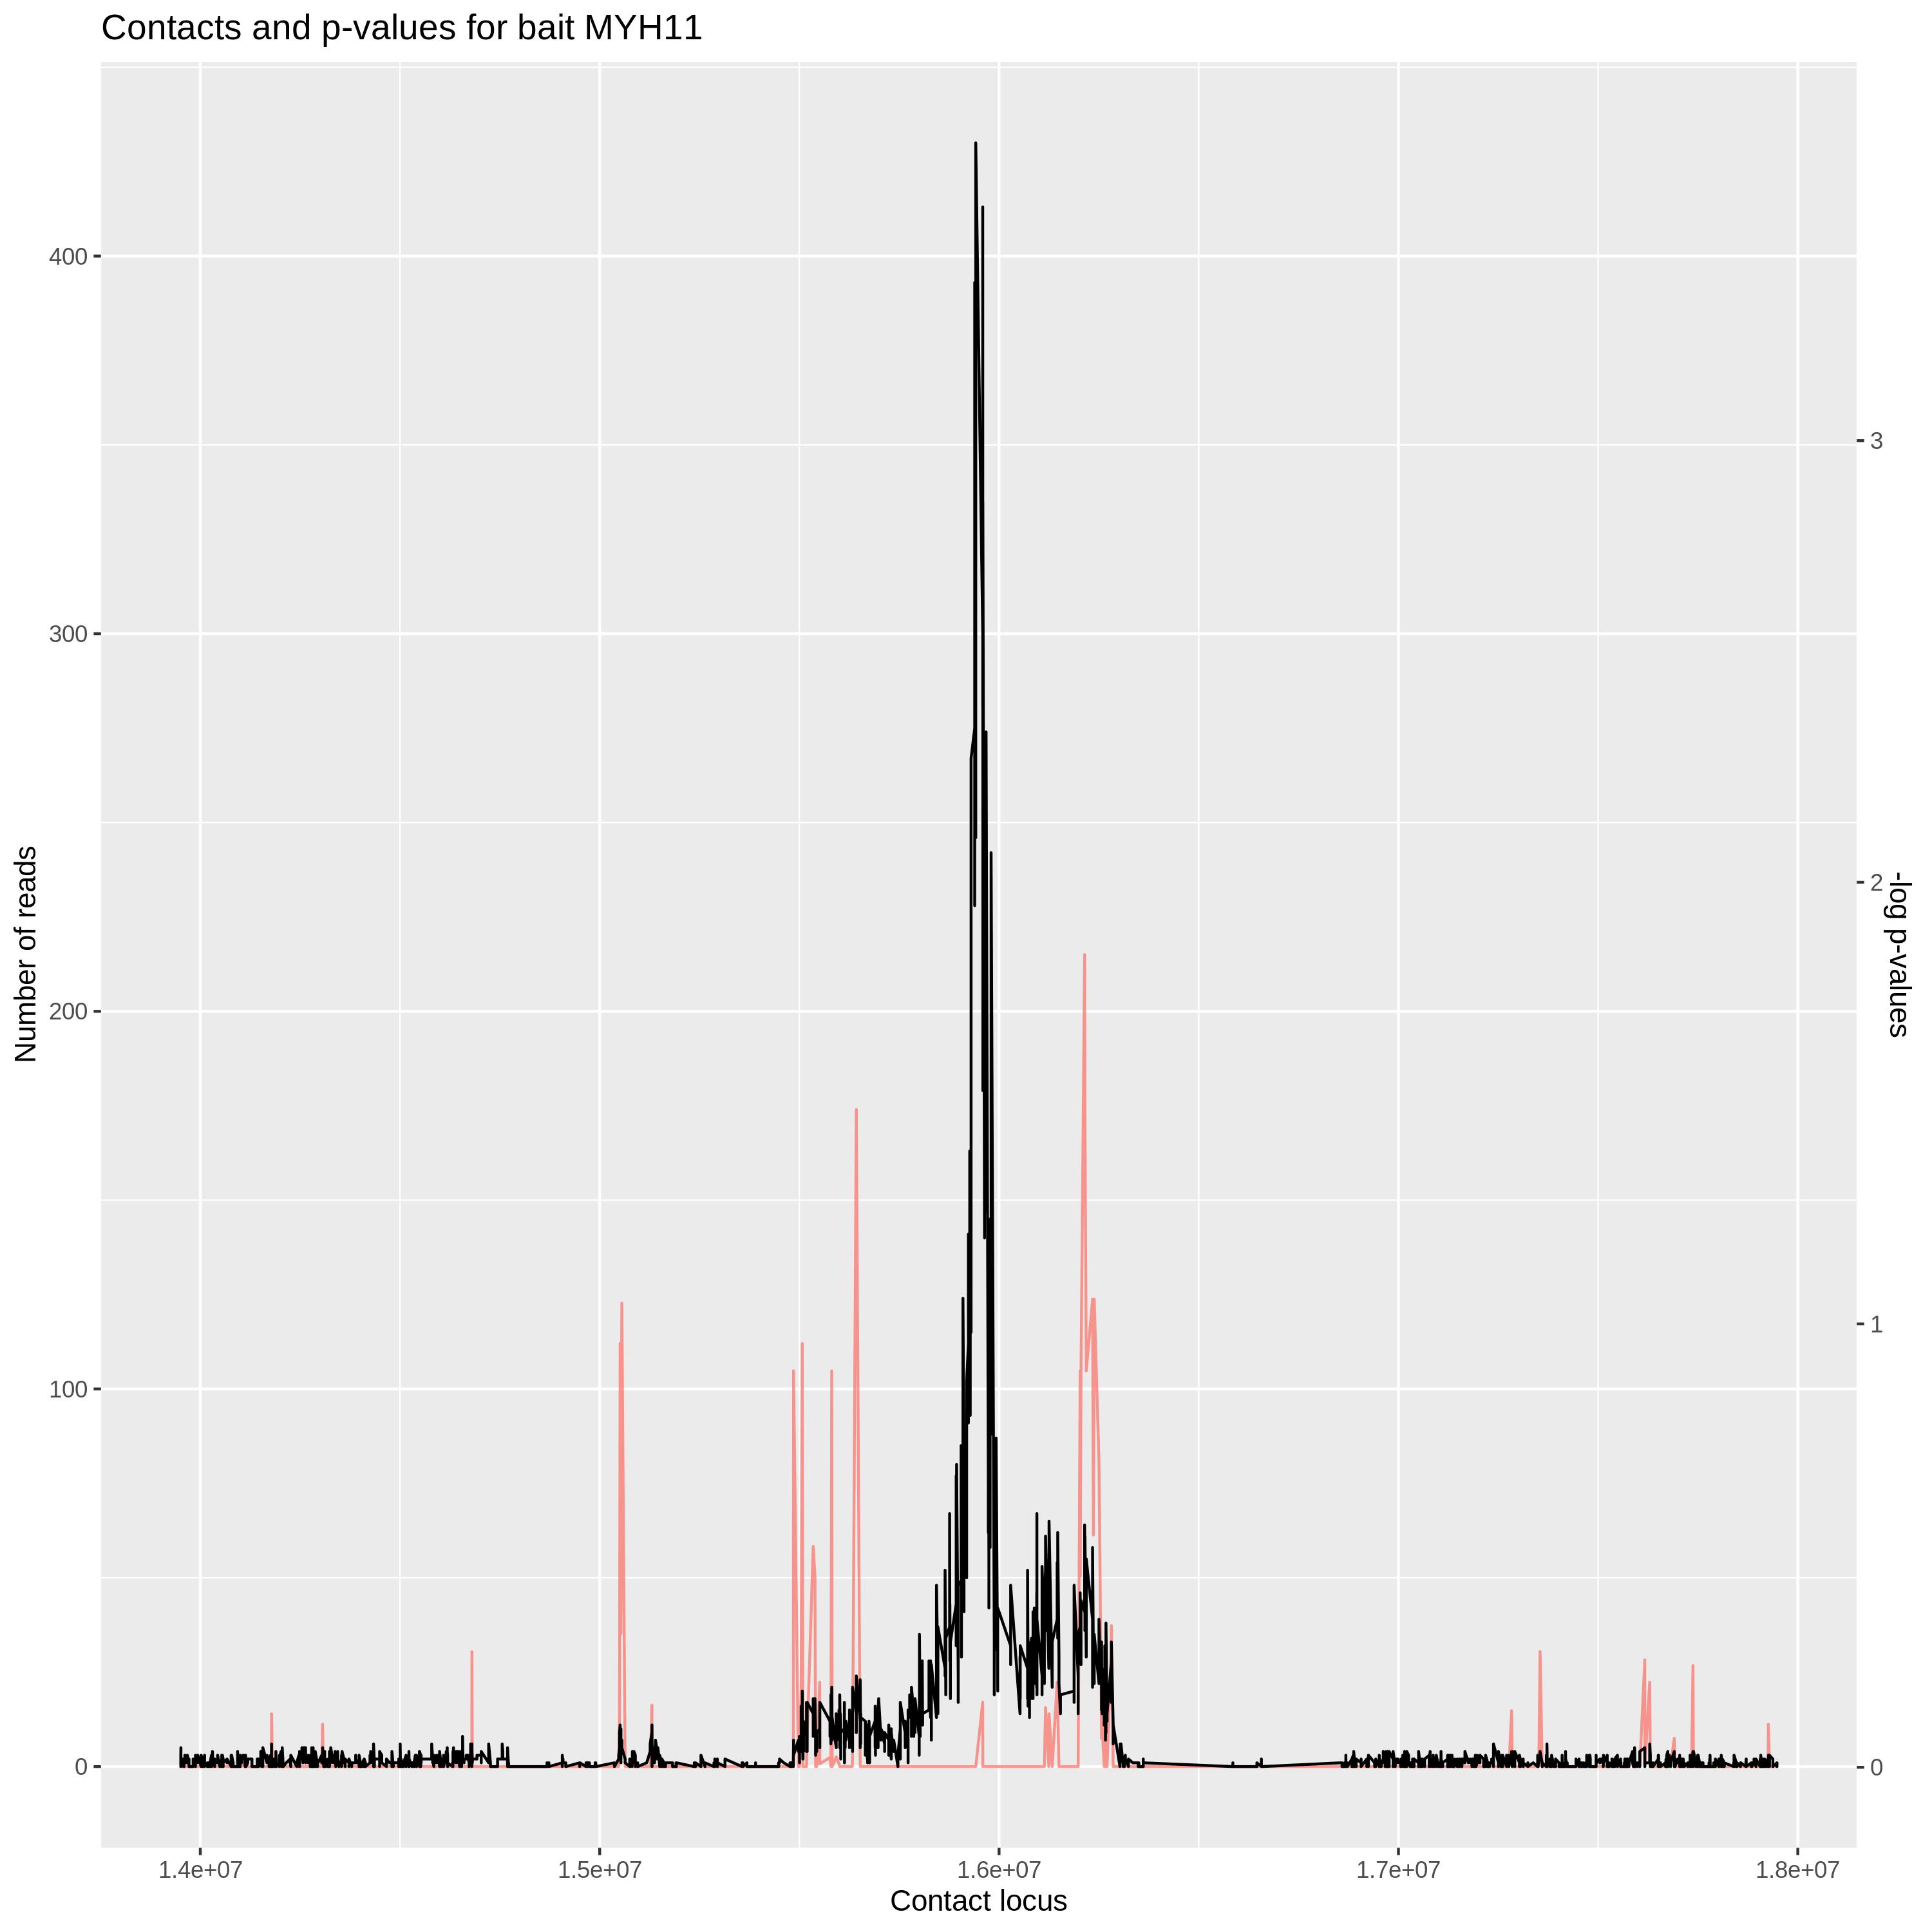 Contacts and p-values for bait MYH11
400
300
200
100
0
Number of reads
3
2
1
0
-log p-values
1.4e+07
1.5e+07
1.6e+07
1.7e+07
1.8e+07
Contact locus